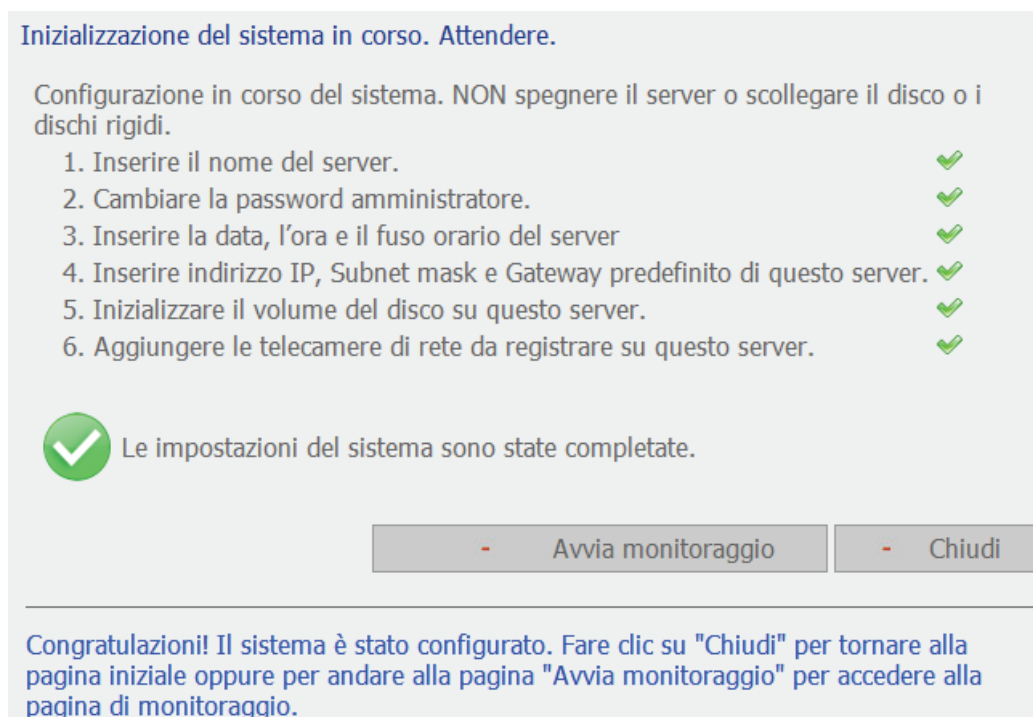 Inizializzazione del sistema in corso. Attendere.
Configurazione in corso del sistema. NON spegnere il server o scollegare il disco o i
dischi rigidi.
1. Inserire il nome del server.
2. Cambiare la password amministratore.
3. Inserire la data, l'ora e il fuso orario del server
4. Inserire indirizzo IP, Subnet mask e Gateway predefinito di questo server.
5. Inizializzare il volume del disco su questo server.
6. Aggiungere le telecamere di rete da registrare su questo server.
Le impostazioni del sistema sono state completate.
- Avvia monitoraggio - Chiudi
Congratulazioni! Il sistema è stato configurato. Fare clic su "Chiudi" per tornare alla
pagina iniziale oppure per andare alla pagina "Avvia monitoraggio" per accedere alla
pagina di monitoraggio.